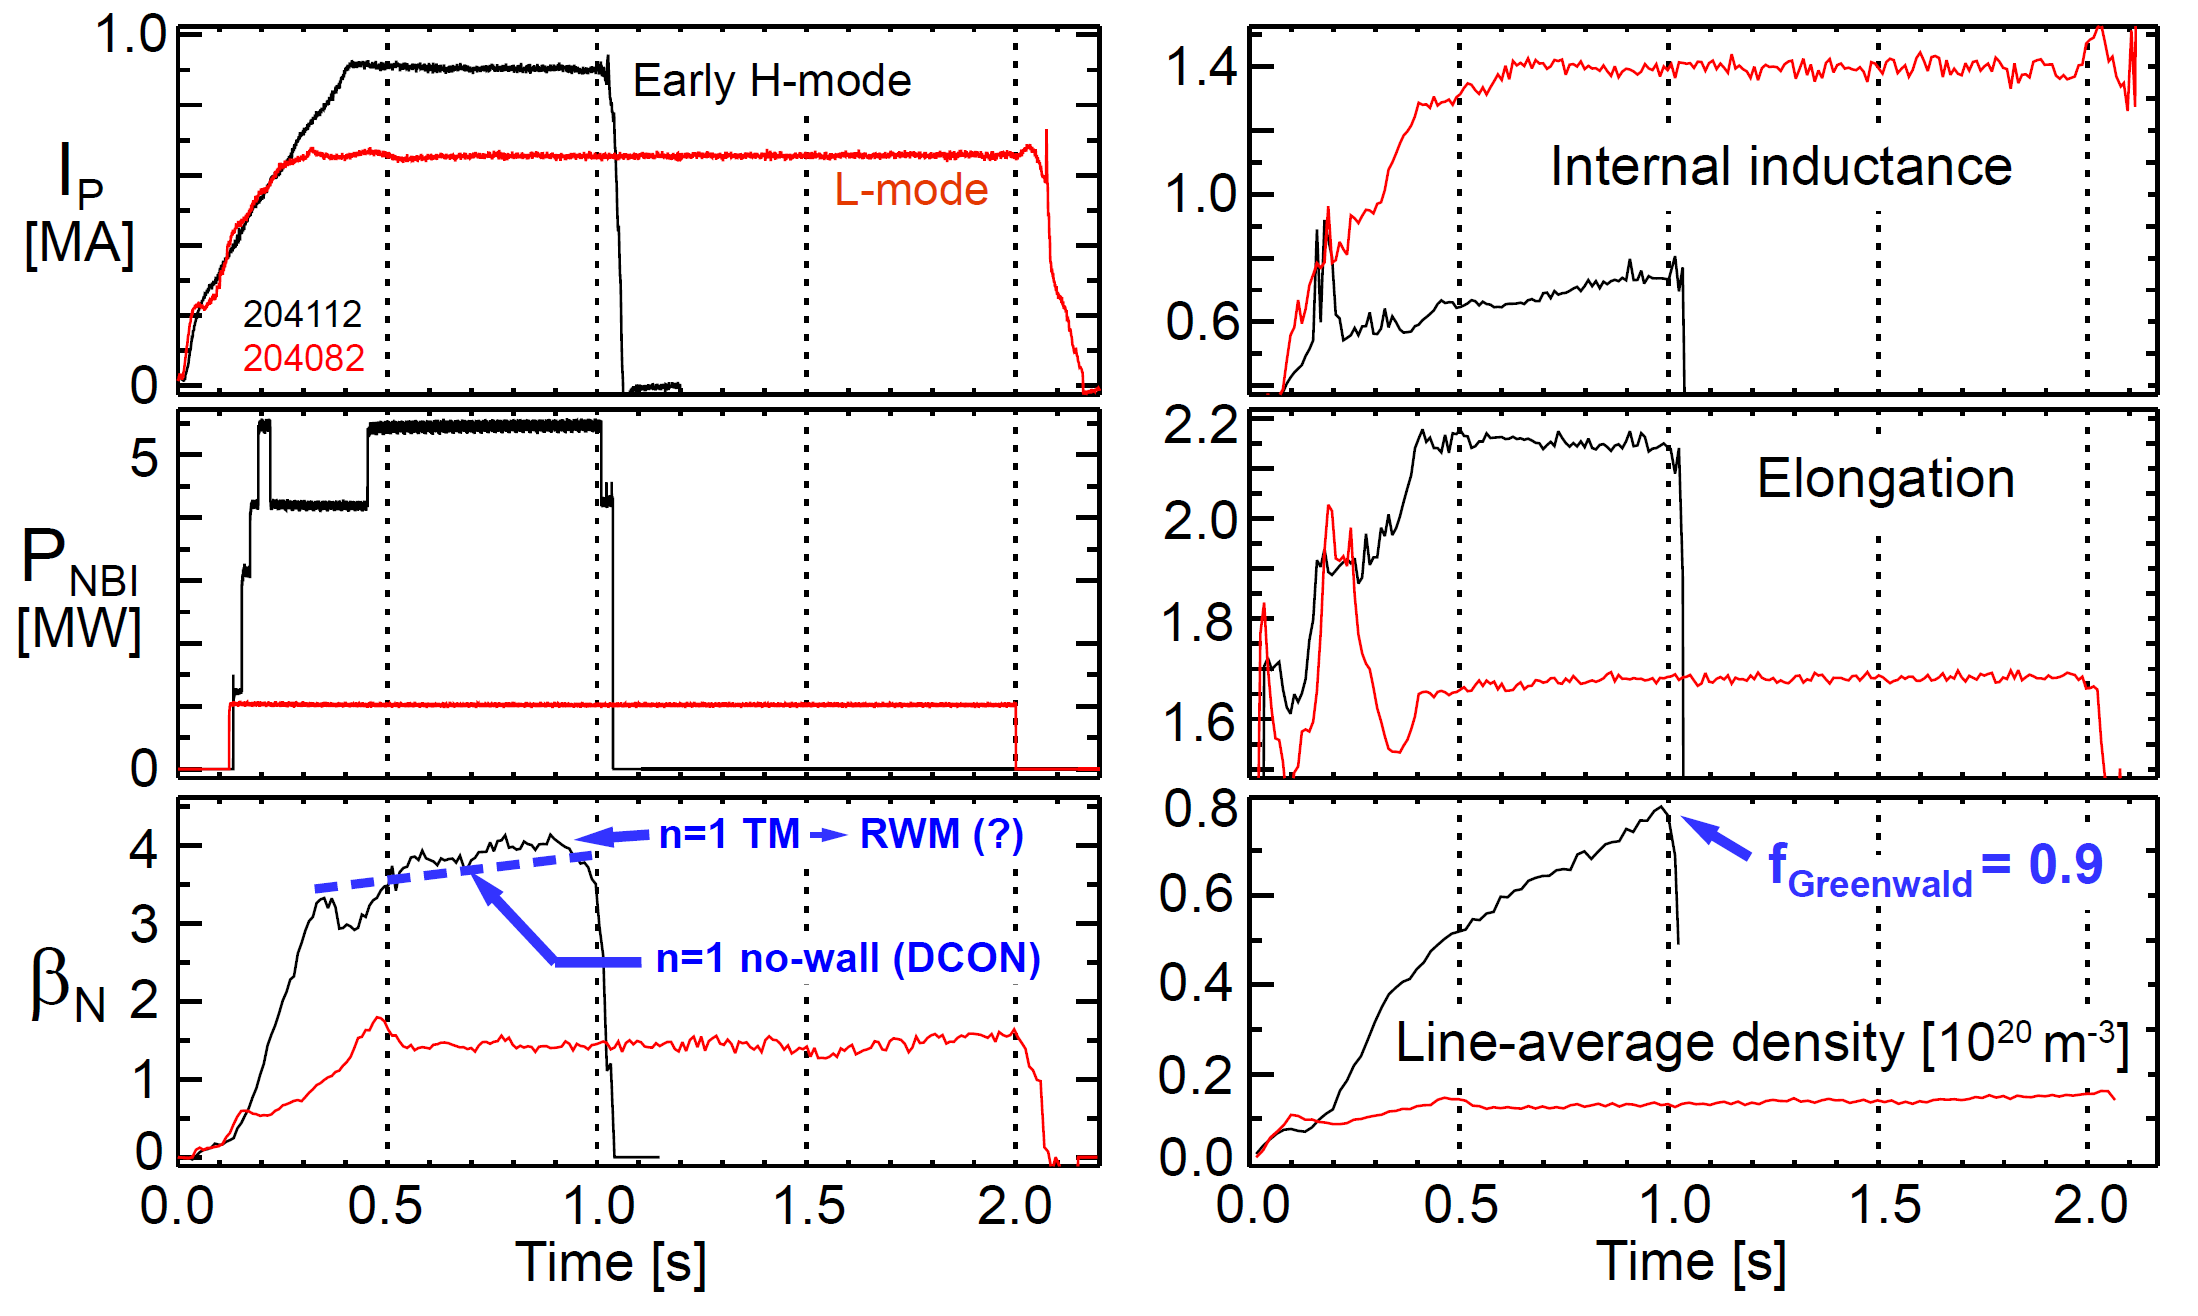 1.0
I_P
[MA]
0
Early H-mode
L-mode
204112
204082
5
P_NBI
[MW]
0
4
3
2
1
0
β_N
n=1 TM → RWM (?)
n=1 no-wall (DCON)
0.0 0.5 1.0 1.5 2.0
Time [s]
1.4
1.0
0.6
Internal inductance
2.2
2.0
1.8
1.6
Elongation
0.8
0.6
0.4
0.2
0.0
f_Greenwald = 0.9
Line-average density [10²⁰ m⁻³]
0.0 0.5 1.0 1.5 2.0
Time [s]